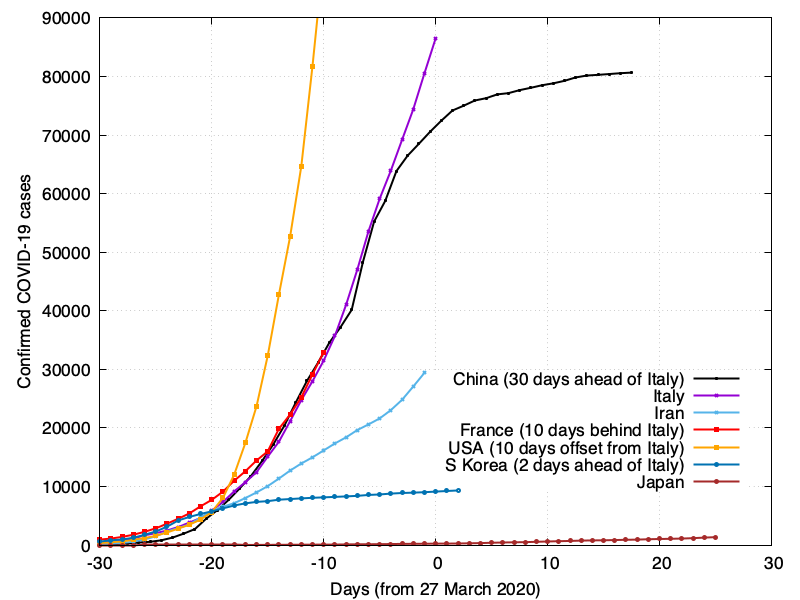 90000
80000
70000
60000
50000
40000
30000
20000
10000
0
Confirmed COVID-19 cases
China (30 days ahead of Italy)
Italy
Iran
France (10 days behind Italy)
USA (10 days offset from Italy)
S Korea (2 days ahead of Italy)
Japan
-30 -20 -10 0 10 20 30
Days (from 27 March 2020)